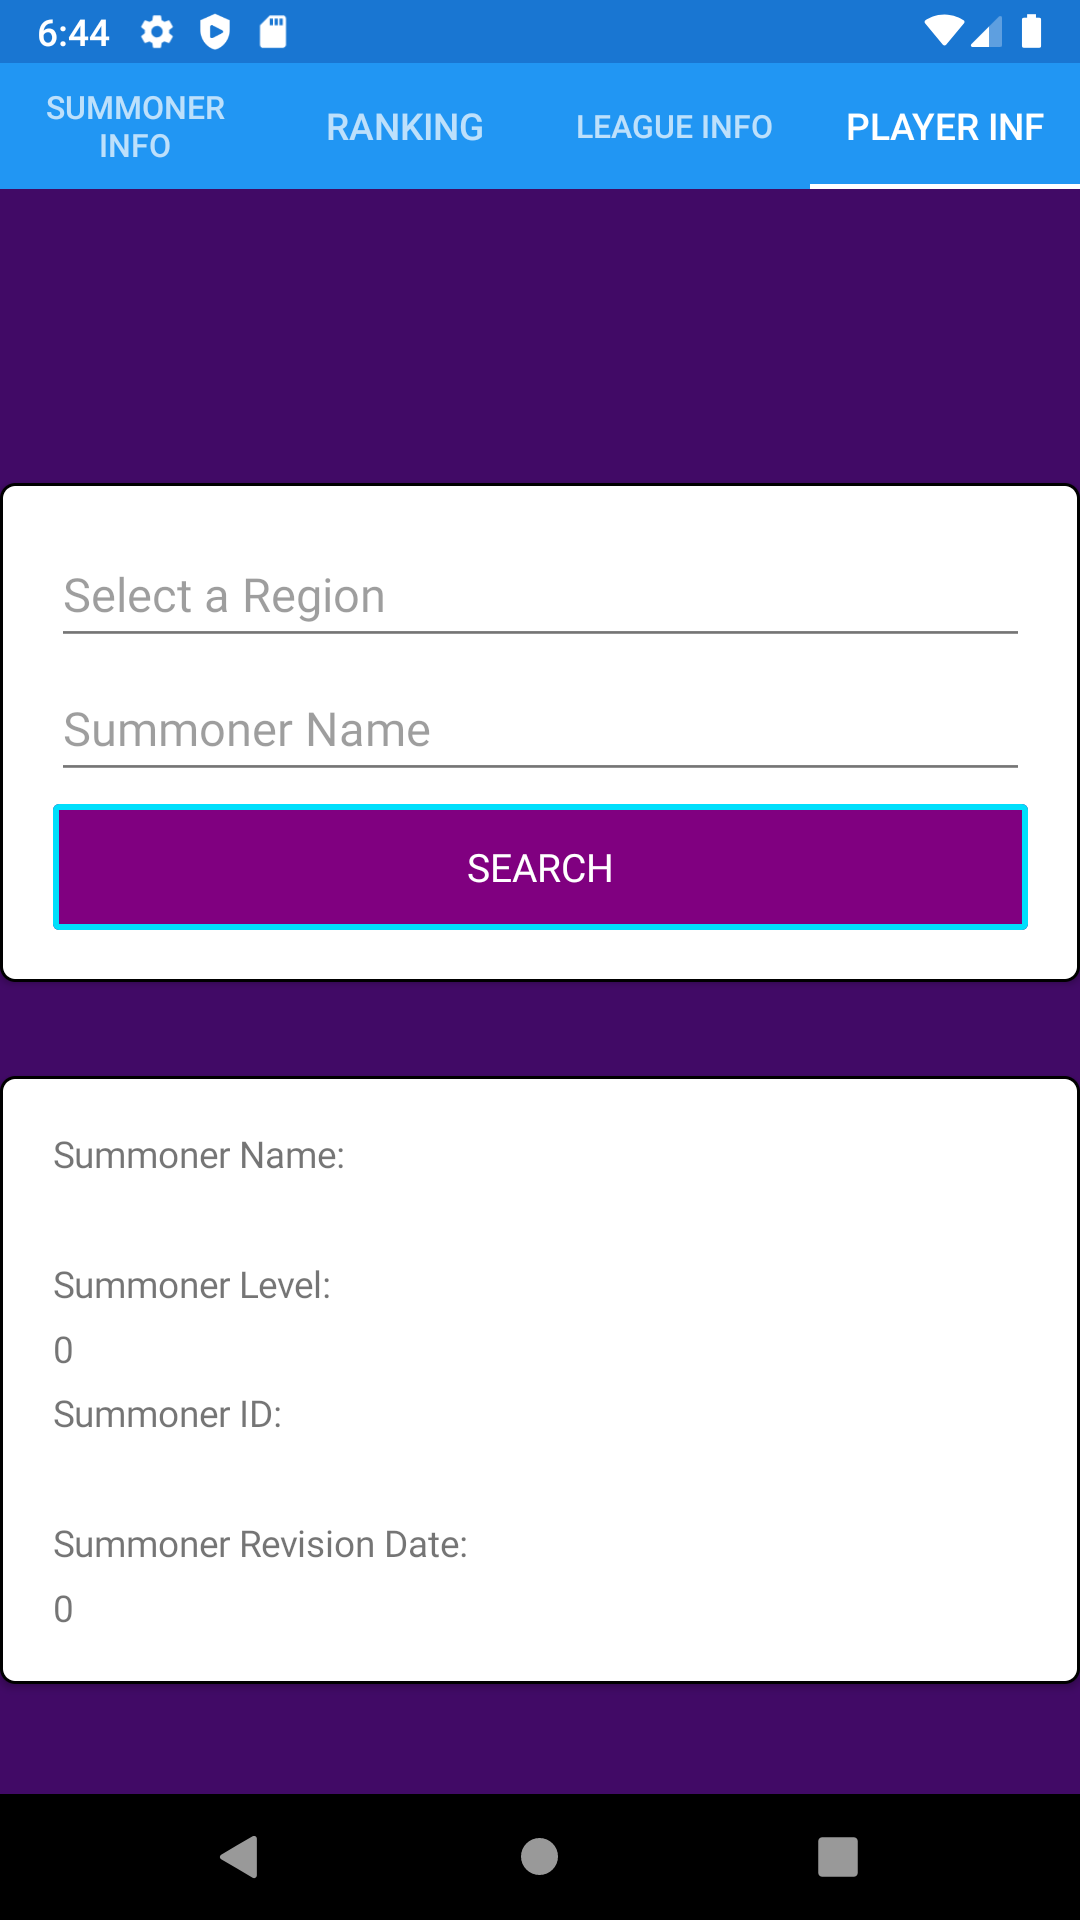 6:44
SUMMONER
INFO
RANKING
LEAGUE INFO
PLAYER INF
Select a Region
Summoner Name
SEARCH
Summoner Name:
Summoner Level:
0
Summoner ID:
Summoner Revision Date:
0